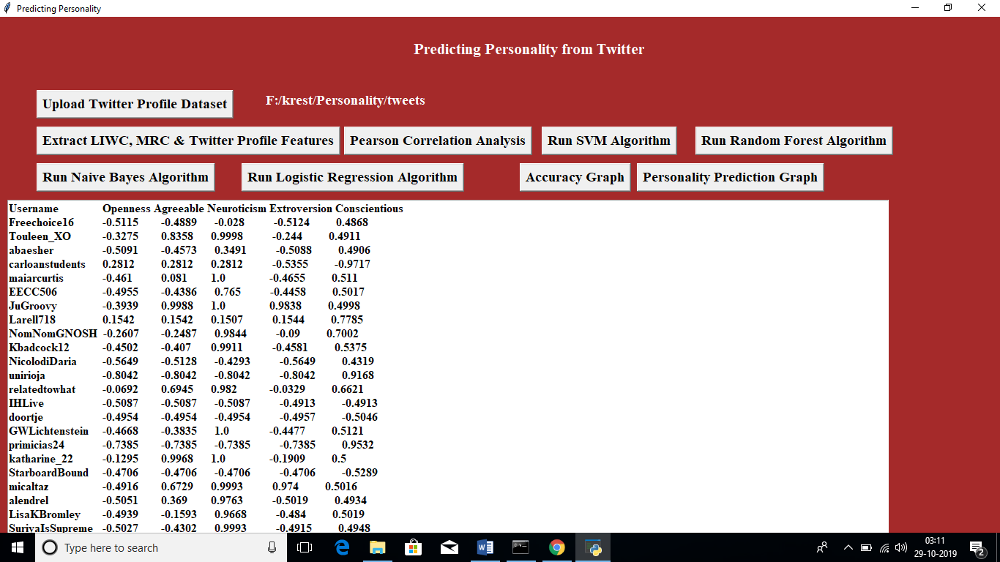 Predicting Personality
Predicting Personality from Twitter
Upload Twitter Profile Dataset F:/krest/Personality/tweets
Extract LIWC, MRC & Twitter Profile Features Pearson Correlation Analysis Run SVM Algorithm Run Random Forest Algorithm
Run Naive Bayes Algorithm Run Logistic Regression Algorithm Accuracy Graph Personality Prediction Graph
Username Openness Agreeable Neuroticism Extroversion Conscientious
Freechoice16 -0.5115 -0.4889 -0.028 -0.5124 0.4868
Touleen_XO -0.3275 0.8358 0.9998 -0.244 0.4911
abaesher -0.5091 -0.4573 0.3491 -0.5088 0.4906
carloanstudents 0.2812 0.2812 0.2812 -0.5355 -0.9717
maiarcurtis -0.461 0.081 1.0 -0.4655 0.511
EECC506 -0.4955 -0.4386 0.765 -0.4458 0.5017
JuGroovy -0.3939 0.9988 1.0 0.9838 0.4998
Larell718 0.1542 0.1542 0.1507 0.1544 0.7785
NomNomGNOSH -0.2607 -0.2487 0.9844 -0.09 0.7002
Kbadcock12 -0.4502 -0.407 0.9911 -0.4581 0.5375
NicolodiDaria -0.5649 -0.5128 -0.4293 -0.5649 0.4319
unirioja -0.8042 -0.8042 -0.8042 -0.8042 0.9168
relatedtowhat -0.0692 0.6945 0.982 -0.0329 0.6621
IHLive -0.5087 -0.5087 -0.5087 -0.4913 -0.4913
doortje -0.4954 -0.4954 -0.4954 -0.4957 -0.5046
GWLichtenstein -0.4668 -0.3835 1.0 -0.4477 0.5121
primicias24 -0.7385 -0.7385 -0.7385 -0.7385 0.9532
katharine_22 -0.1295 0.9968 1.0 -0.1909 0.5
StarboardBound -0.4706 -0.4706 -0.4706 -0.4706 -0.5289
micaltaz -0.4916 0.6729 0.9993 0.974 0.5016
alendrel -0.5051 0.369 0.9763 -0.5019 0.4934
LisaKBromley -0.4939 -0.1593 0.9668 -0.484 0.5019
SuriyaIsSupreme -0.5027 -0.4302 0.9993 -0.4915 0.4948
Type here to search
03:11
29-10-2019
2